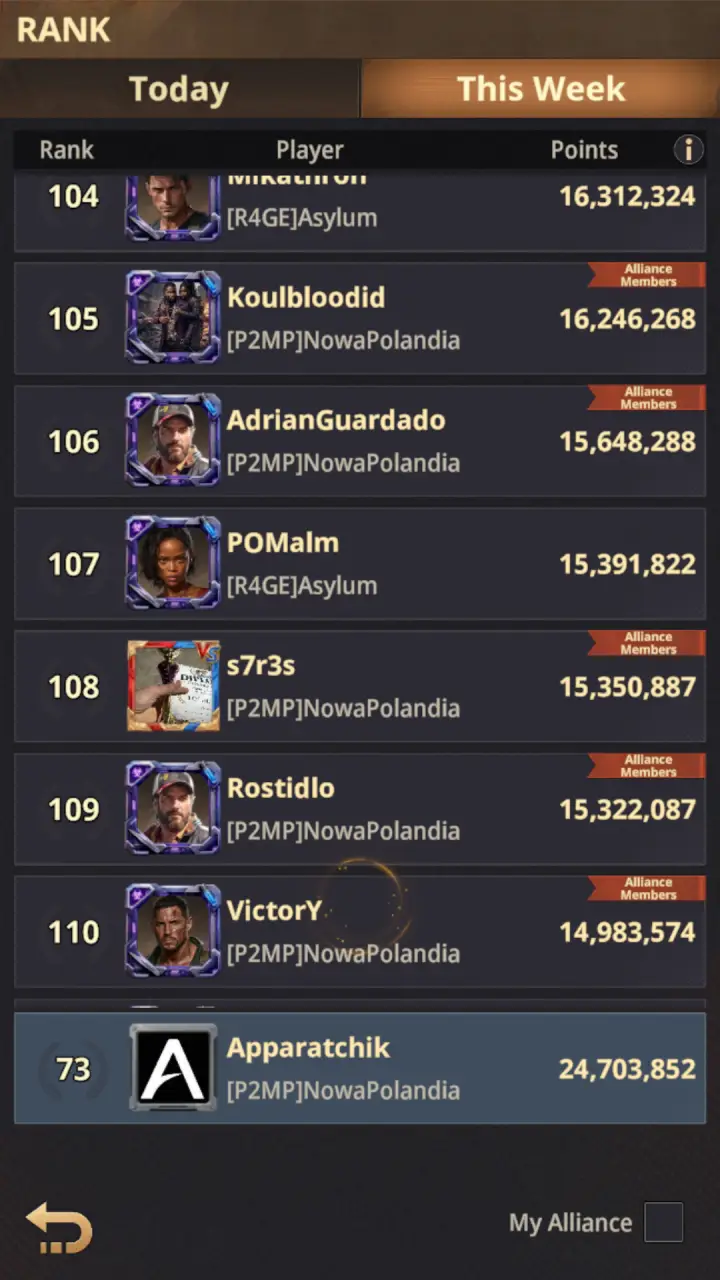 RANK
Today
This Week
Rank
Player
Points
104
Mikathron
[R4GE]Asylum
16,312,324
105
Koulbloodid
[P2MP]NowaPolandia
Alliance
Members
16,246,268
106
AdrianGuardado
[P2MP]NowaPolandia
Alliance
Members
15,648,288
107
POMalm
[R4GE]Asylum
15,391,822
108
VS
s7r3s
[P2MP]NowaPolandia
Alliance
Members
15,350,887
109
Rostidlo
[P2MP]NowaPolandia
Alliance
Members
15,322,087
110
VictorY
[P2MP]NowaPolandia
Alliance
Members
14,983,574
73
A
Apparatchik
[P2MP]NowaPolandia
24,703,852
My Alliance